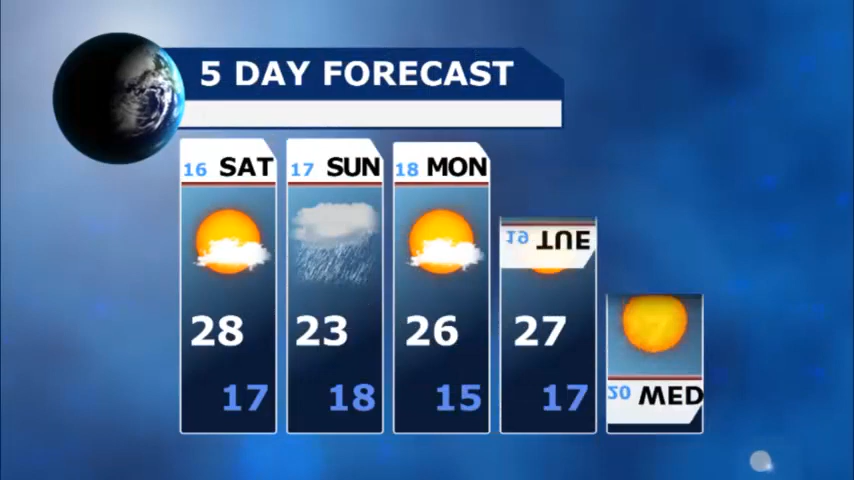 5 DAY FORECAST
16 SAT
17 SUN
18 MON
19 TUE
20 WED
28
23
26
27
17
18
15
17